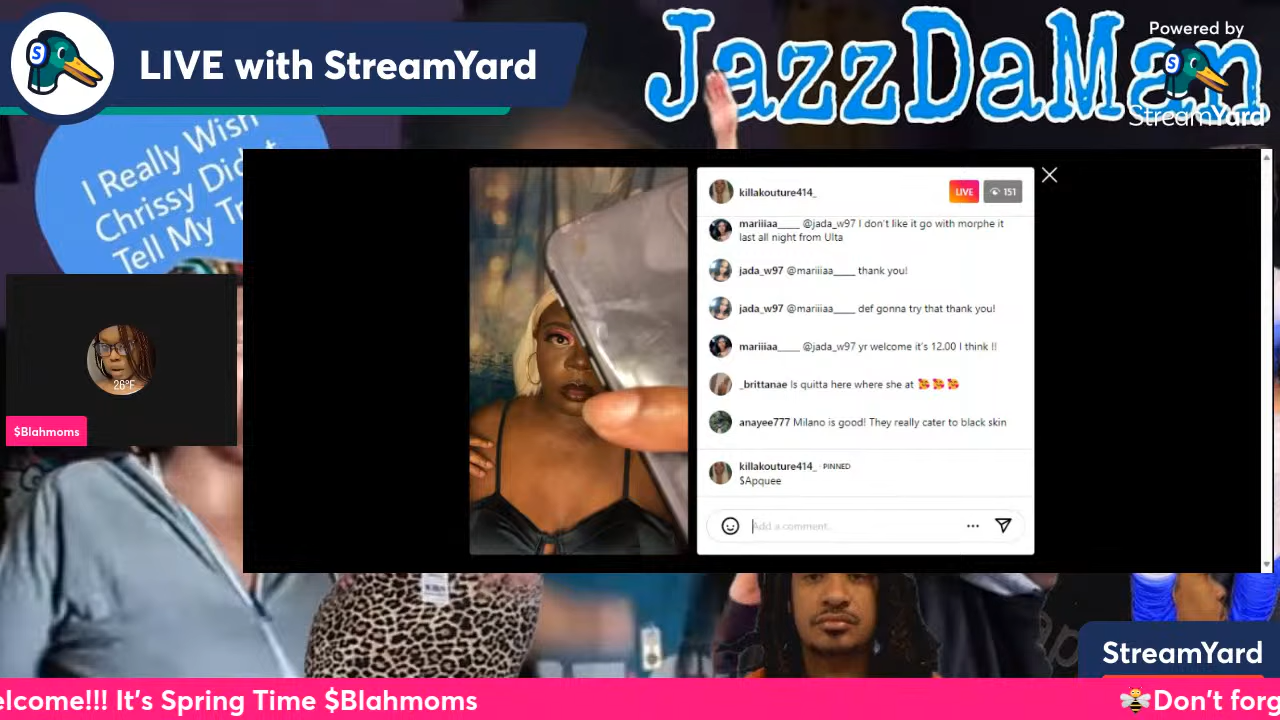 LIVE with StreamYard
JazzDaMan
Powered by
StreamYard
I Really Wish
Chrissy
Tell My
26°F
$Blahmoms
killakouture414_
LIVE
151
mariiiaa____ @jada_w97 I don't like it go with morphe it
last all night from Ulta
jada_w97 @mariiiaa____ thank you!
jada_w97 @mariiiaa____ def gonna try that thank you!
mariiiaa____ @jada_w97 yr welcome it's 12.00 I think !!
_brittanae Is quitta here where she at 🥰🥰🥰
anayee777 Milano is good! They really cater to black skin
killakouture414_ · PINNED
$Apquee
Add a comment...
StreamYard
elcome!!! It's Spring Time $Blahmoms
🐝Don't forg